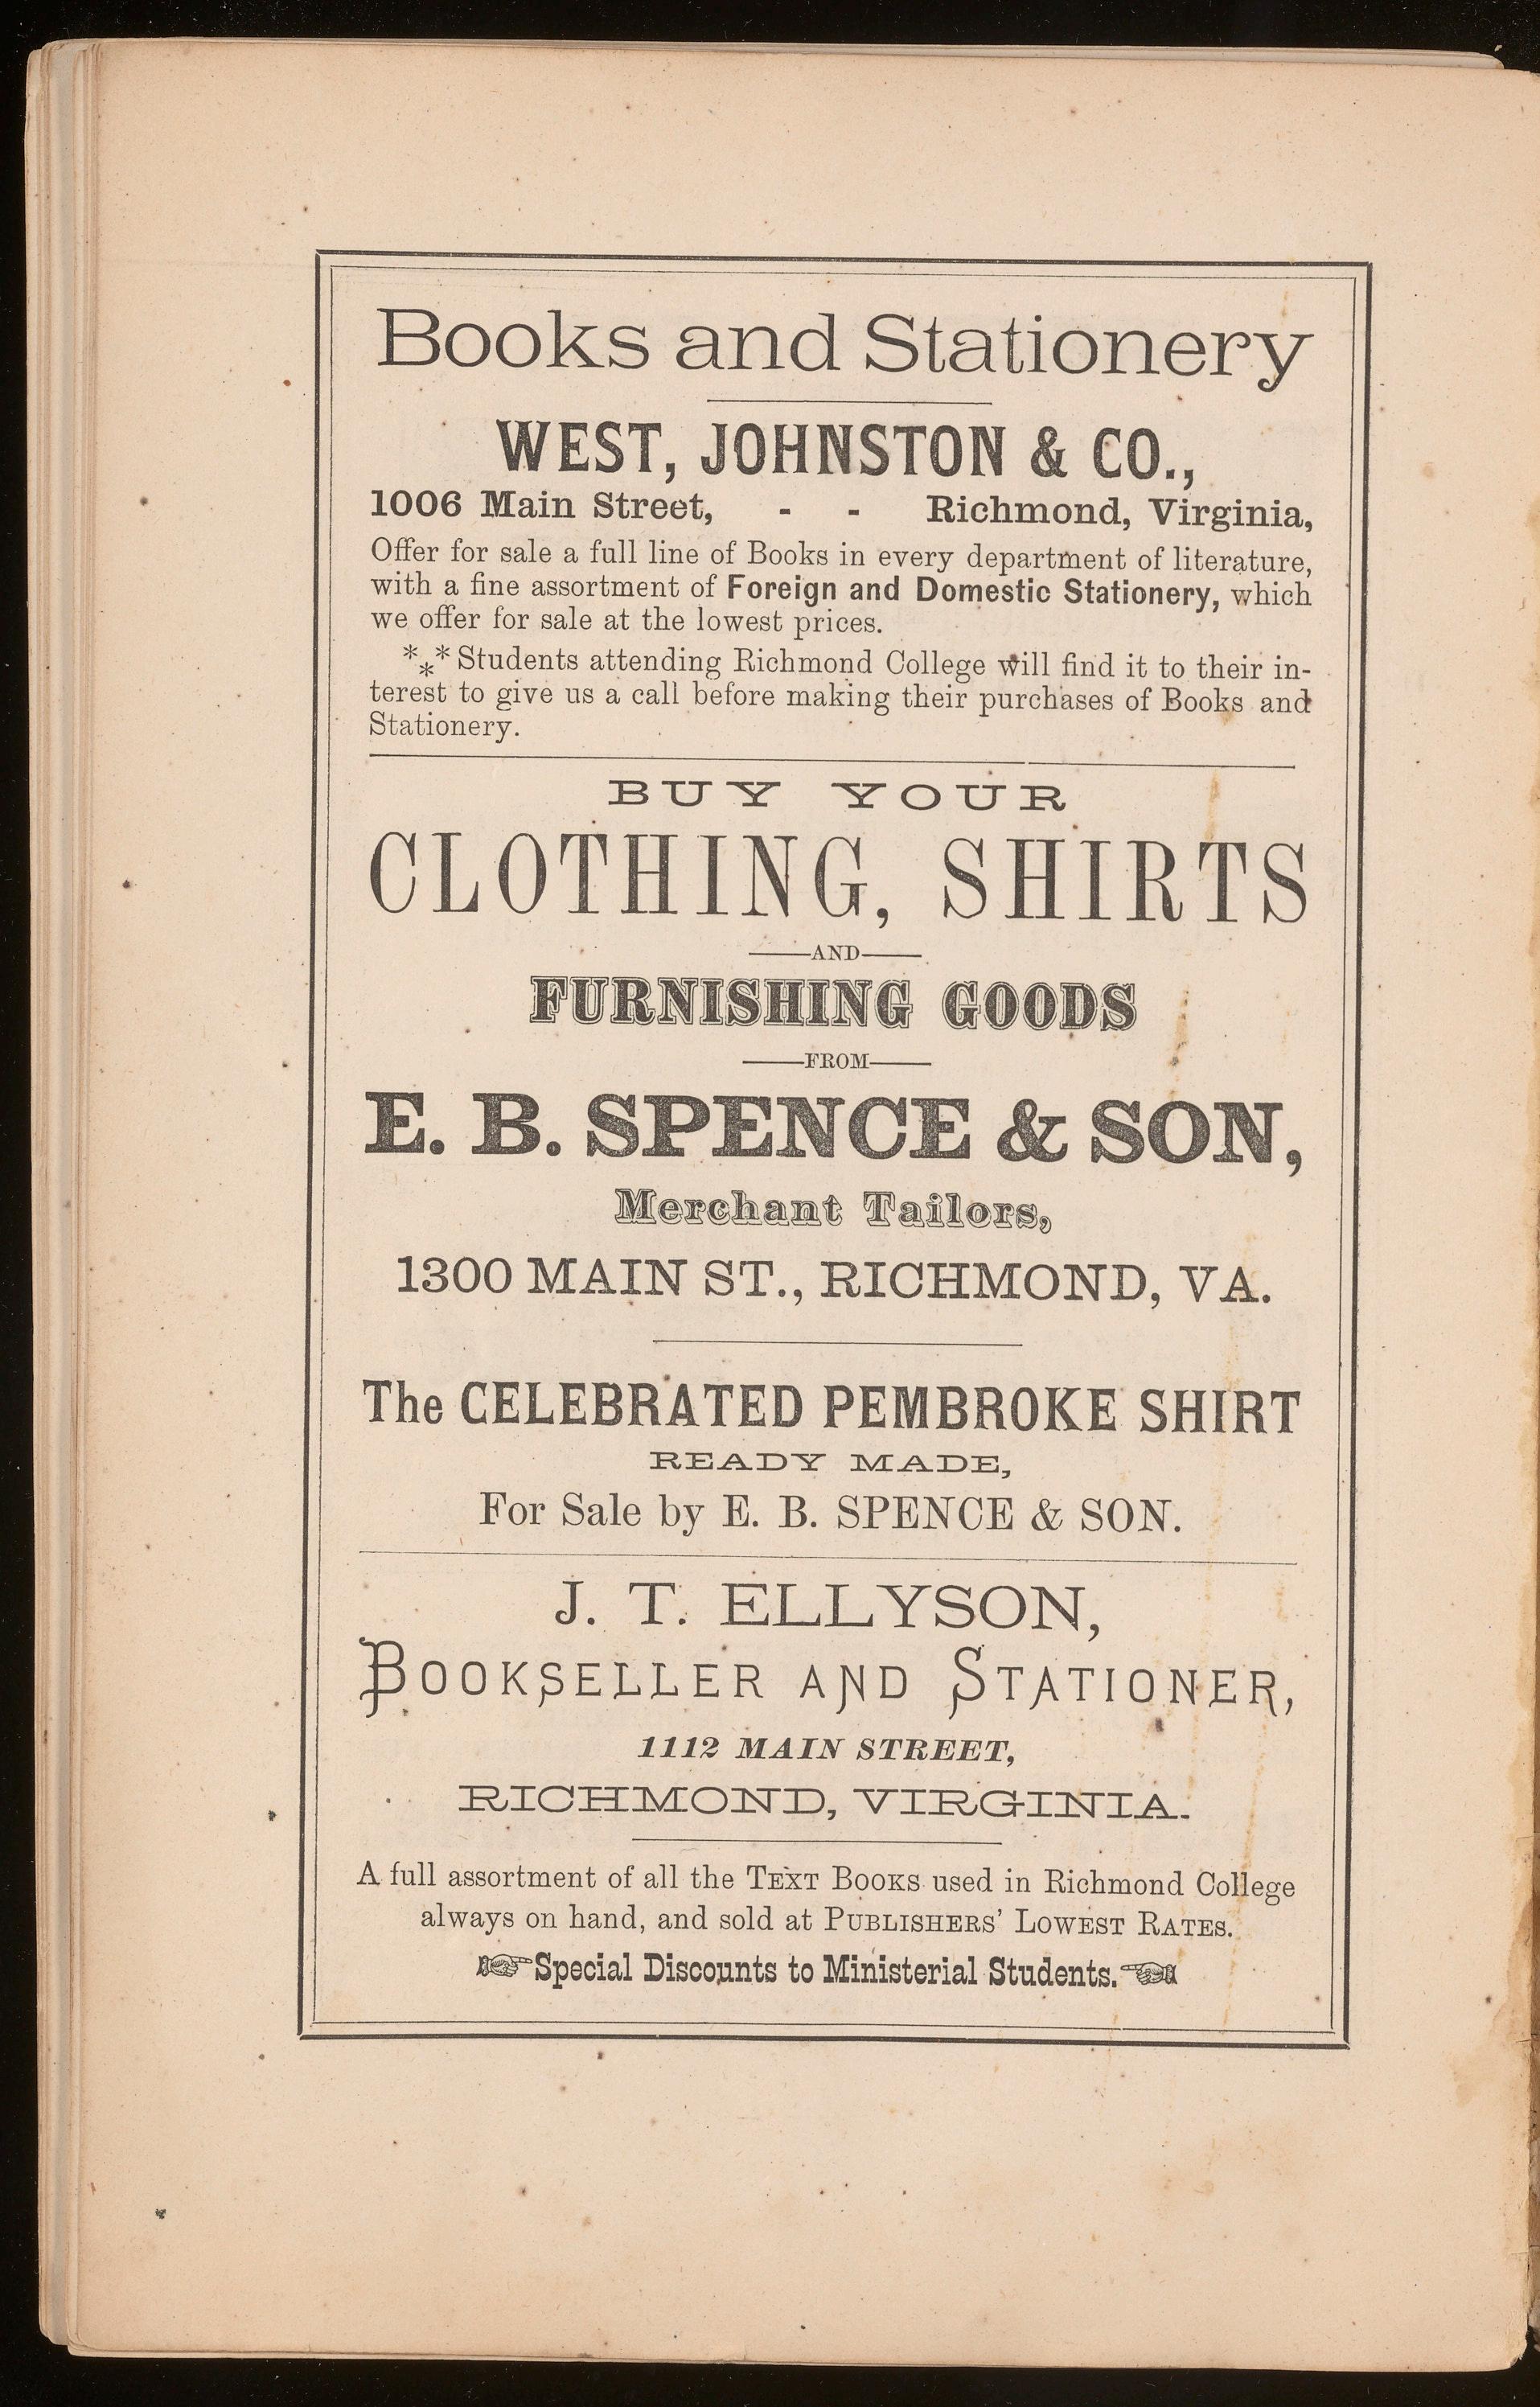 Books and Stationery
WEST, JOHNSTON & CO.,
1006 Main Street, - - Richmond, Virginia,
Offer for sale a full line of Books in every department of literature,
with a fine assortment of Foreign and Domestic Stationery, which
we offer for sale at the lowest prices.
*⁎* Students attending Richmond College will find it to their in-
terest to give us a call before making their purchases of Books and
Stationery.
BUY YOUR
CLOTHING, SHIRTS
—AND—
FURNISHING GOODS
—FROM—
E. B. SPENCE & SON,
Merchant Tailors,
1300 MAIN ST., RICHMOND, VA.
The CELEBRATED PEMBROKE SHIRT
READY MADE,
For Sale by E. B. SPENCE & SON.
J. T. ELLYSON,
BOOKSELLER AND STATIONER,
1112 MAIN STREET,
RICHMOND, VIRGINIA.
A full assortment of all the TEXT BOOKS used in Richmond College
always on hand, and sold at PUBLISHERS' LOWEST RATES.
☞Special Discounts to Ministerial Students.☜